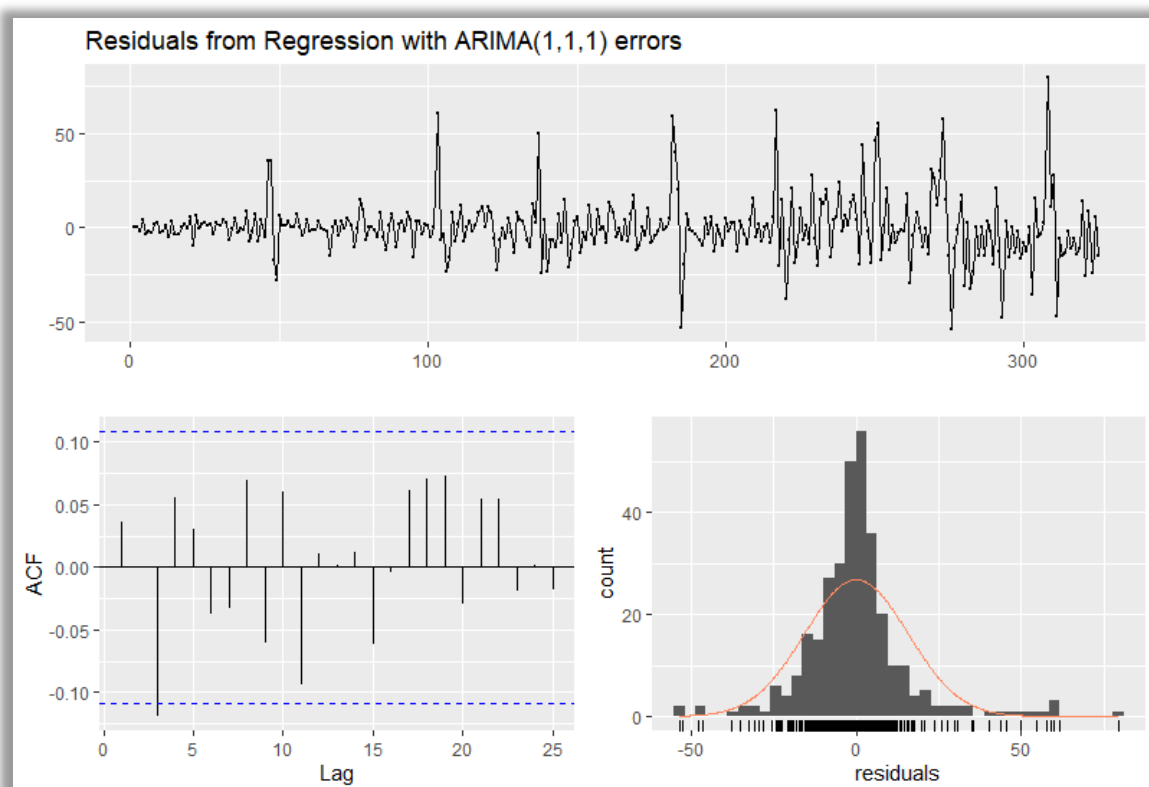 Residuals from Regression with ARIMA(1,1,1) errors
50
0
-50
0 100 200 300
0.10
0.05
0.00
-0.05
-0.10
ACF
0 5 10 15 20 25
Lag
40
20
0
count
-50 0 50
residuals